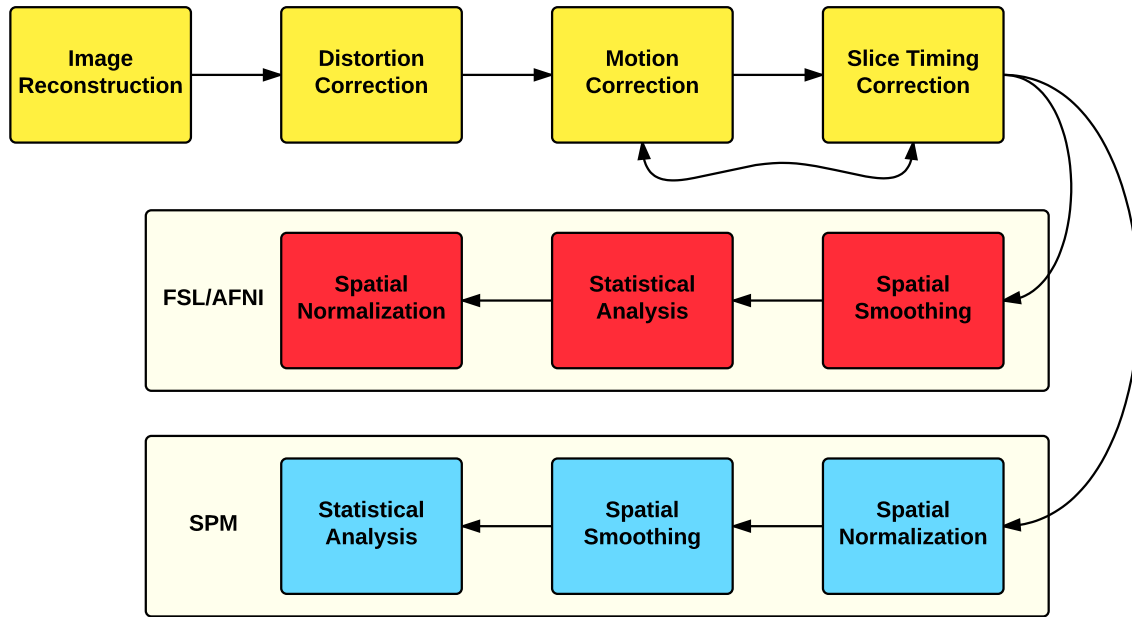 Image
Reconstruction
Distortion
Correction
Motion
Correction
Slice Timing
Correction
FSL/AFNI
Spatial
Normalization
Statistical
Analysis
Spatial
Smoothing
SPM
Statistical
Analysis
Spatial
Smoothing
Spatial
Normalization